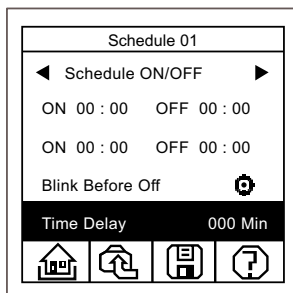 Schedule 01
Schedule ON/OFF
ON 00 : 00 OFF 00 : 00
ON 00 : 00 OFF 00 : 00
Blink Before Off
Time Delay 000 Min
?